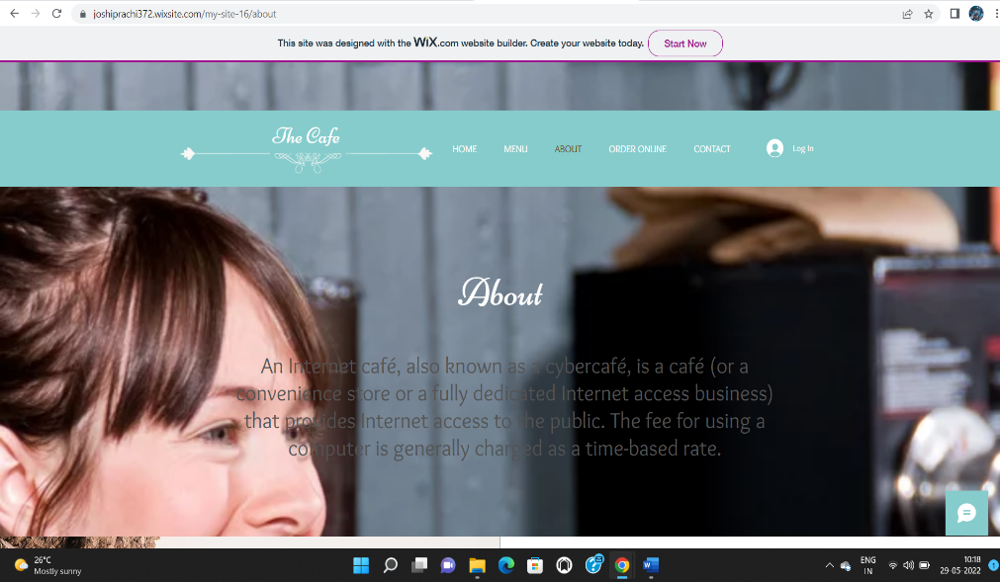 joshiprachi372.wixsite.com/my-site-16/about
This site was designed with the WiX.com website builder. Create your website today. Start Now
The Cafe
HOME MENU ABOUT ORDER ONLINE CONTACT Log In
About
An Internet café, also known as a cybercafé, is a café (or a
convenience store or a fully dedicated Internet access business)
that provides Internet access to the public. The fee for using a
computer is generally charged as a time-based rate.
26°C
Mostly sunny
ENG
IN
10:18
29-05-2022